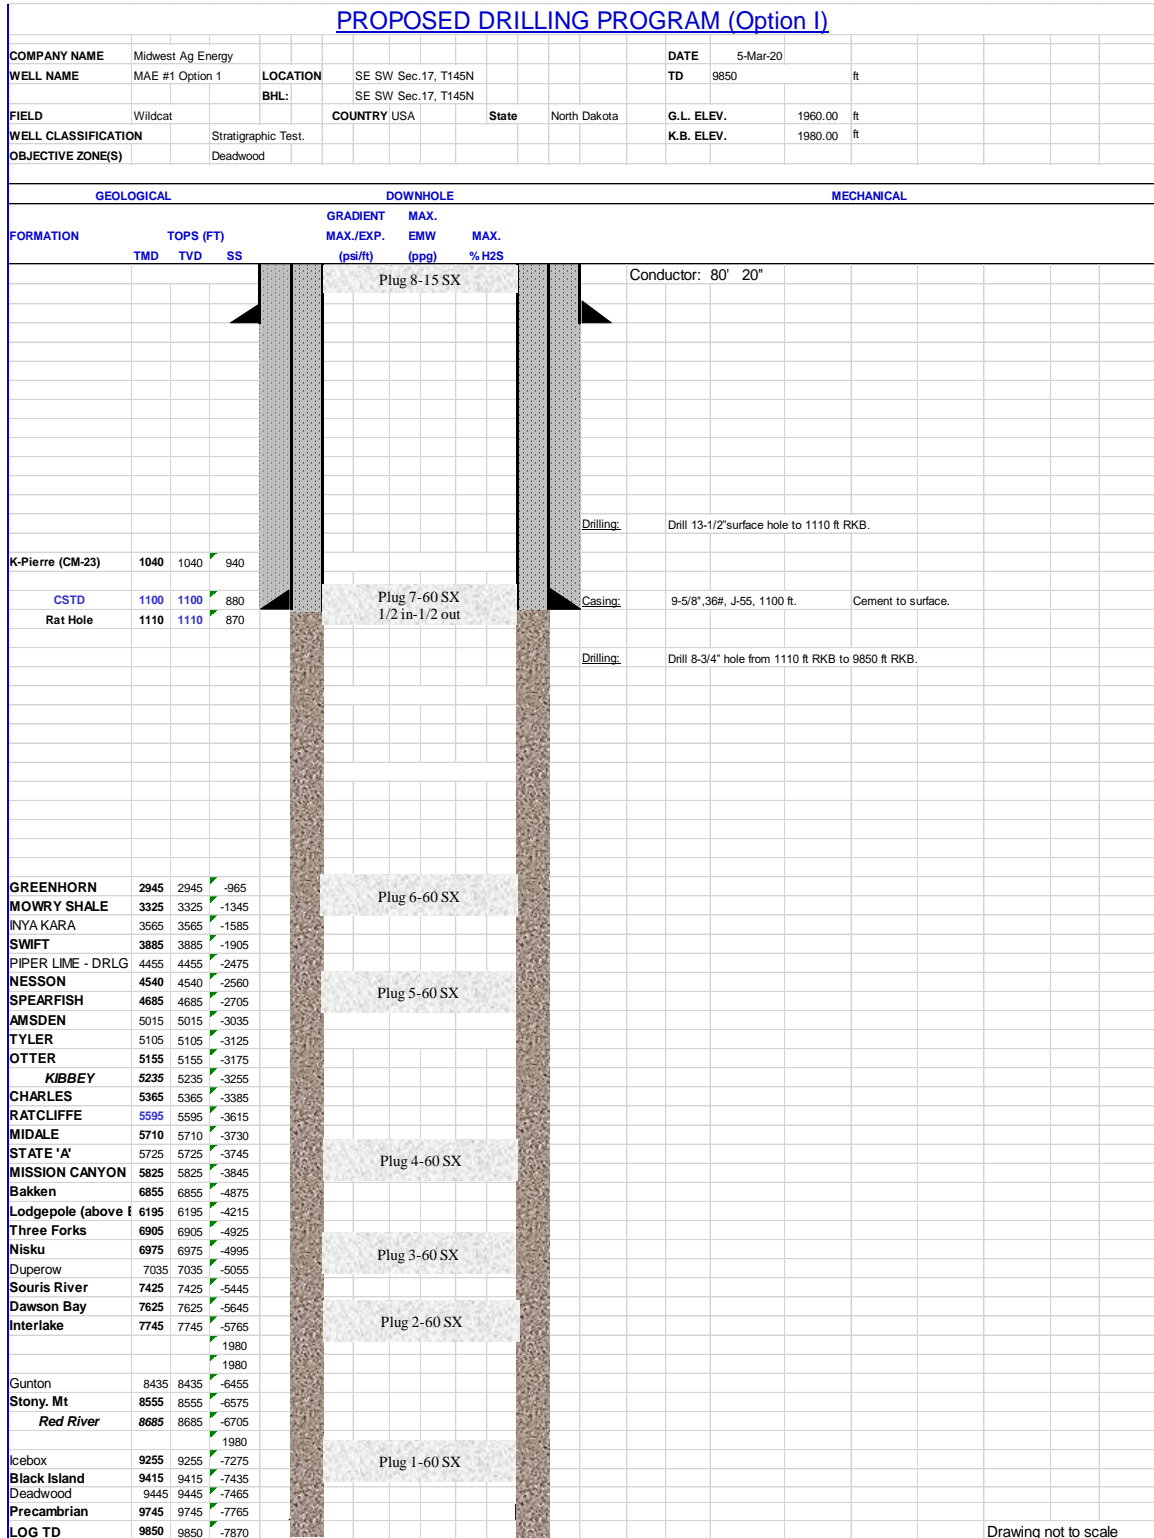 PROPOSED DRILLING PROGRAM (Option I)
COMPANY NAME Midwest Ag Energy DATE 5-Mar-20
WELL NAME MAE #1 Option 1 LOCATION SE SW Sec.17, T145N TD 9850 ft
BHL: SE SW Sec.17, T145N
FIELD Wildcat COUNTRY USA State North Dakota G.L. ELEV. 1960.00 ft
WELL CLASSIFICATION Stratigraphic Test. K.B. ELEV. 1980.00 ft
OBJECTIVE ZONE(S) Deadwood
GEOLOGICAL DOWNHOLE MECHANICAL
GRADIENT MAX.
FORMATION TOPS (FT) MAX./EXP. EMW MAX.
TMD TVD SS (psi/ft) (ppg) % H2S
Plug 8-15 SX Conductor: 80' 20"
Drilling: Drill 13-1/2"surface hole to 1110 ft RKB.
K-Pierre (CM-23) 1040 1040 940
CSTD 1100 1100 880 Plug 7-60 SX Casing: 9-5/8",36#, J-55, 1100 ft. Cement to surface.
1/2 in-1/2 out
Rat Hole 1110 1110 870
Drilling: Drill 8-3/4" hole from 1110 ft RKB to 9850 ft RKB.
GREENHORN 2945 2945 -965
Plug 6-60 SX
MOWRY SHALE 3325 3325 -1345
INYA KARA 3565 3565 -1585
SWIFT 3885 3885 -1905
PIPER LIME - DRLG 4455 4455 -2475
NESSON 4540 4540 -2560
Plug 5-60 SX
SPEARFISH 4685 4685 -2705
AMSDEN 5015 5015 -3035
TYLER 5105 5105 -3125
OTTER 5155 5155 -3175
KIBBEY 5235 5235 -3255
CHARLES 5365 5365 -3385
RATCLIFFE 5595 5595 -3615
MIDALE 5710 5710 -3730
STATE 'A' 5725 5725 -3745
Plug 4-60 SX
MISSION CANYON 5825 5825 -3845
Bakken 6855 6855 -4875
Lodgepole (above 6195 6195 -4215
Three Forks 6905 6905 -4925
Nisku 6975 6975 -4995
Plug 3-60 SX
Duperow 7035 7035 -5055
Souris River 7425 7425 -5445
Dawson Bay 7625 7625 -5645
Interlake 7745 7745 -5765 Plug 2-60 SX
1980
1980
Gunton 8435 8435 -6455
Stony. Mt 8555 8555 -6575
Red River 8685 8685 -6705
1980
Icebox 9255 9255 -7275 Plug 1-60 SX
Black Island 9415 9415 -7435
Deadwood 9445 9445 -7465
Precambrian 9745 9745 -7765
LOG TD 9850 9850 -7870 Drawing not to scale